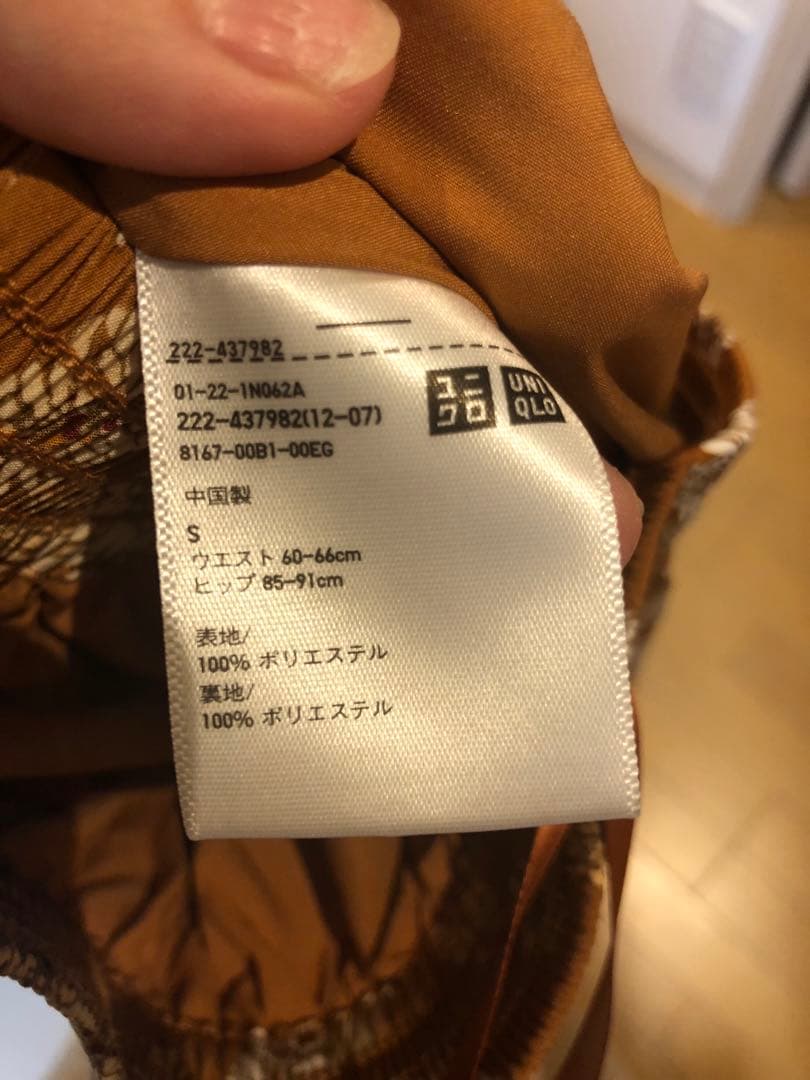 222-437982
01-22-1N062A
222-437982(12-07)
8167-00B1-00EG
ユニ
クロ
UNI
QLO
中国製
S
ウエスト 60-66cm
ヒップ 85-91cm
表地/
100% ポリエステル
裏地/
100% ポリエステル